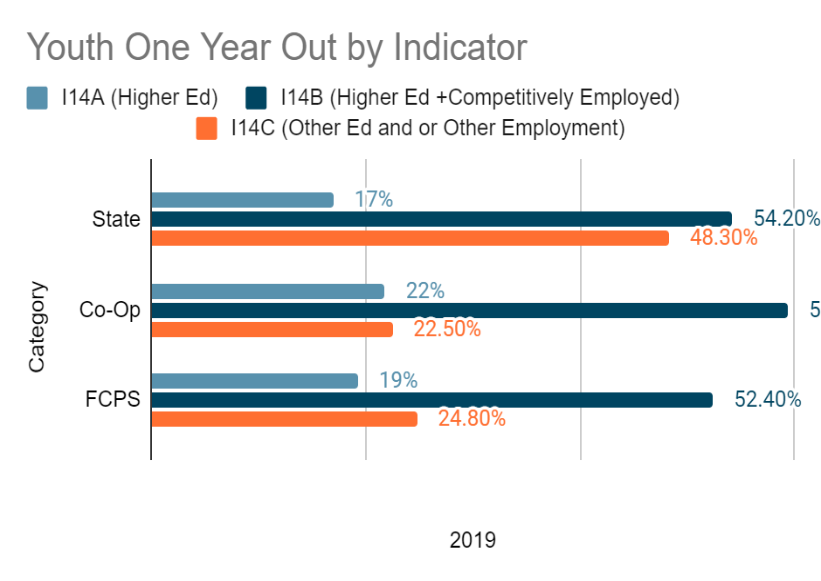 Youth One Year Out by Indicator
I14A (Higher Ed) I14B (Higher Ed +Competitively Employed)
I14C (Other Ed and or Other Employment)
17%
State 54.20%
48.30%
22%
Co-Op 5
22.50%
Category
19%
FCPS 52.40%
24.80%
2019